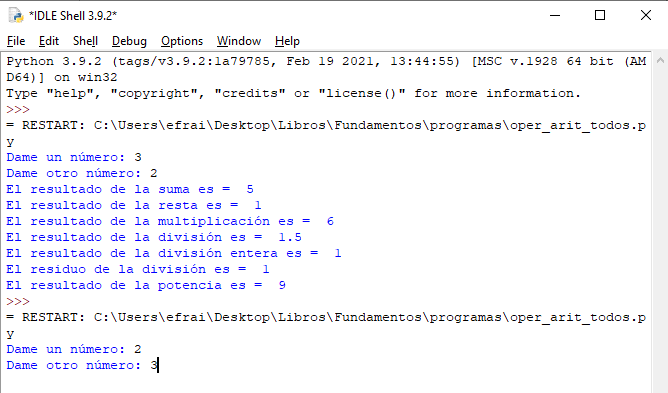 *IDLE Shell 3.9.2*
File Edit Shell Debug Options Window Help
Python 3.9.2 (tags/v3.9.2:1a79785, Feb 19 2021, 13:44:55) [MSC v.1928 64 bit (AM
D64)] on win32
Type "help", "copyright", "credits" or "license()" for more information.
>>>
= RESTART: C:\Users\efrai\Desktop\Libros\Fundamentos\programas\oper_arit_todos.p
y
Dame un número: 3
Dame otro número: 2
El resultado de la suma es =  5
El resultado de la resta es =  1
El resultado de la multiplicación es =  6
El resultado de la división es =  1.5
El resultado de la división entera es =  1
El residuo de la división es =  1
El resultado de la potencia es =  9
>>>
= RESTART: C:\Users\efrai\Desktop\Libros\Fundamentos\programas\oper_arit_todos.p
y
Dame un número: 2
Dame otro número: 3